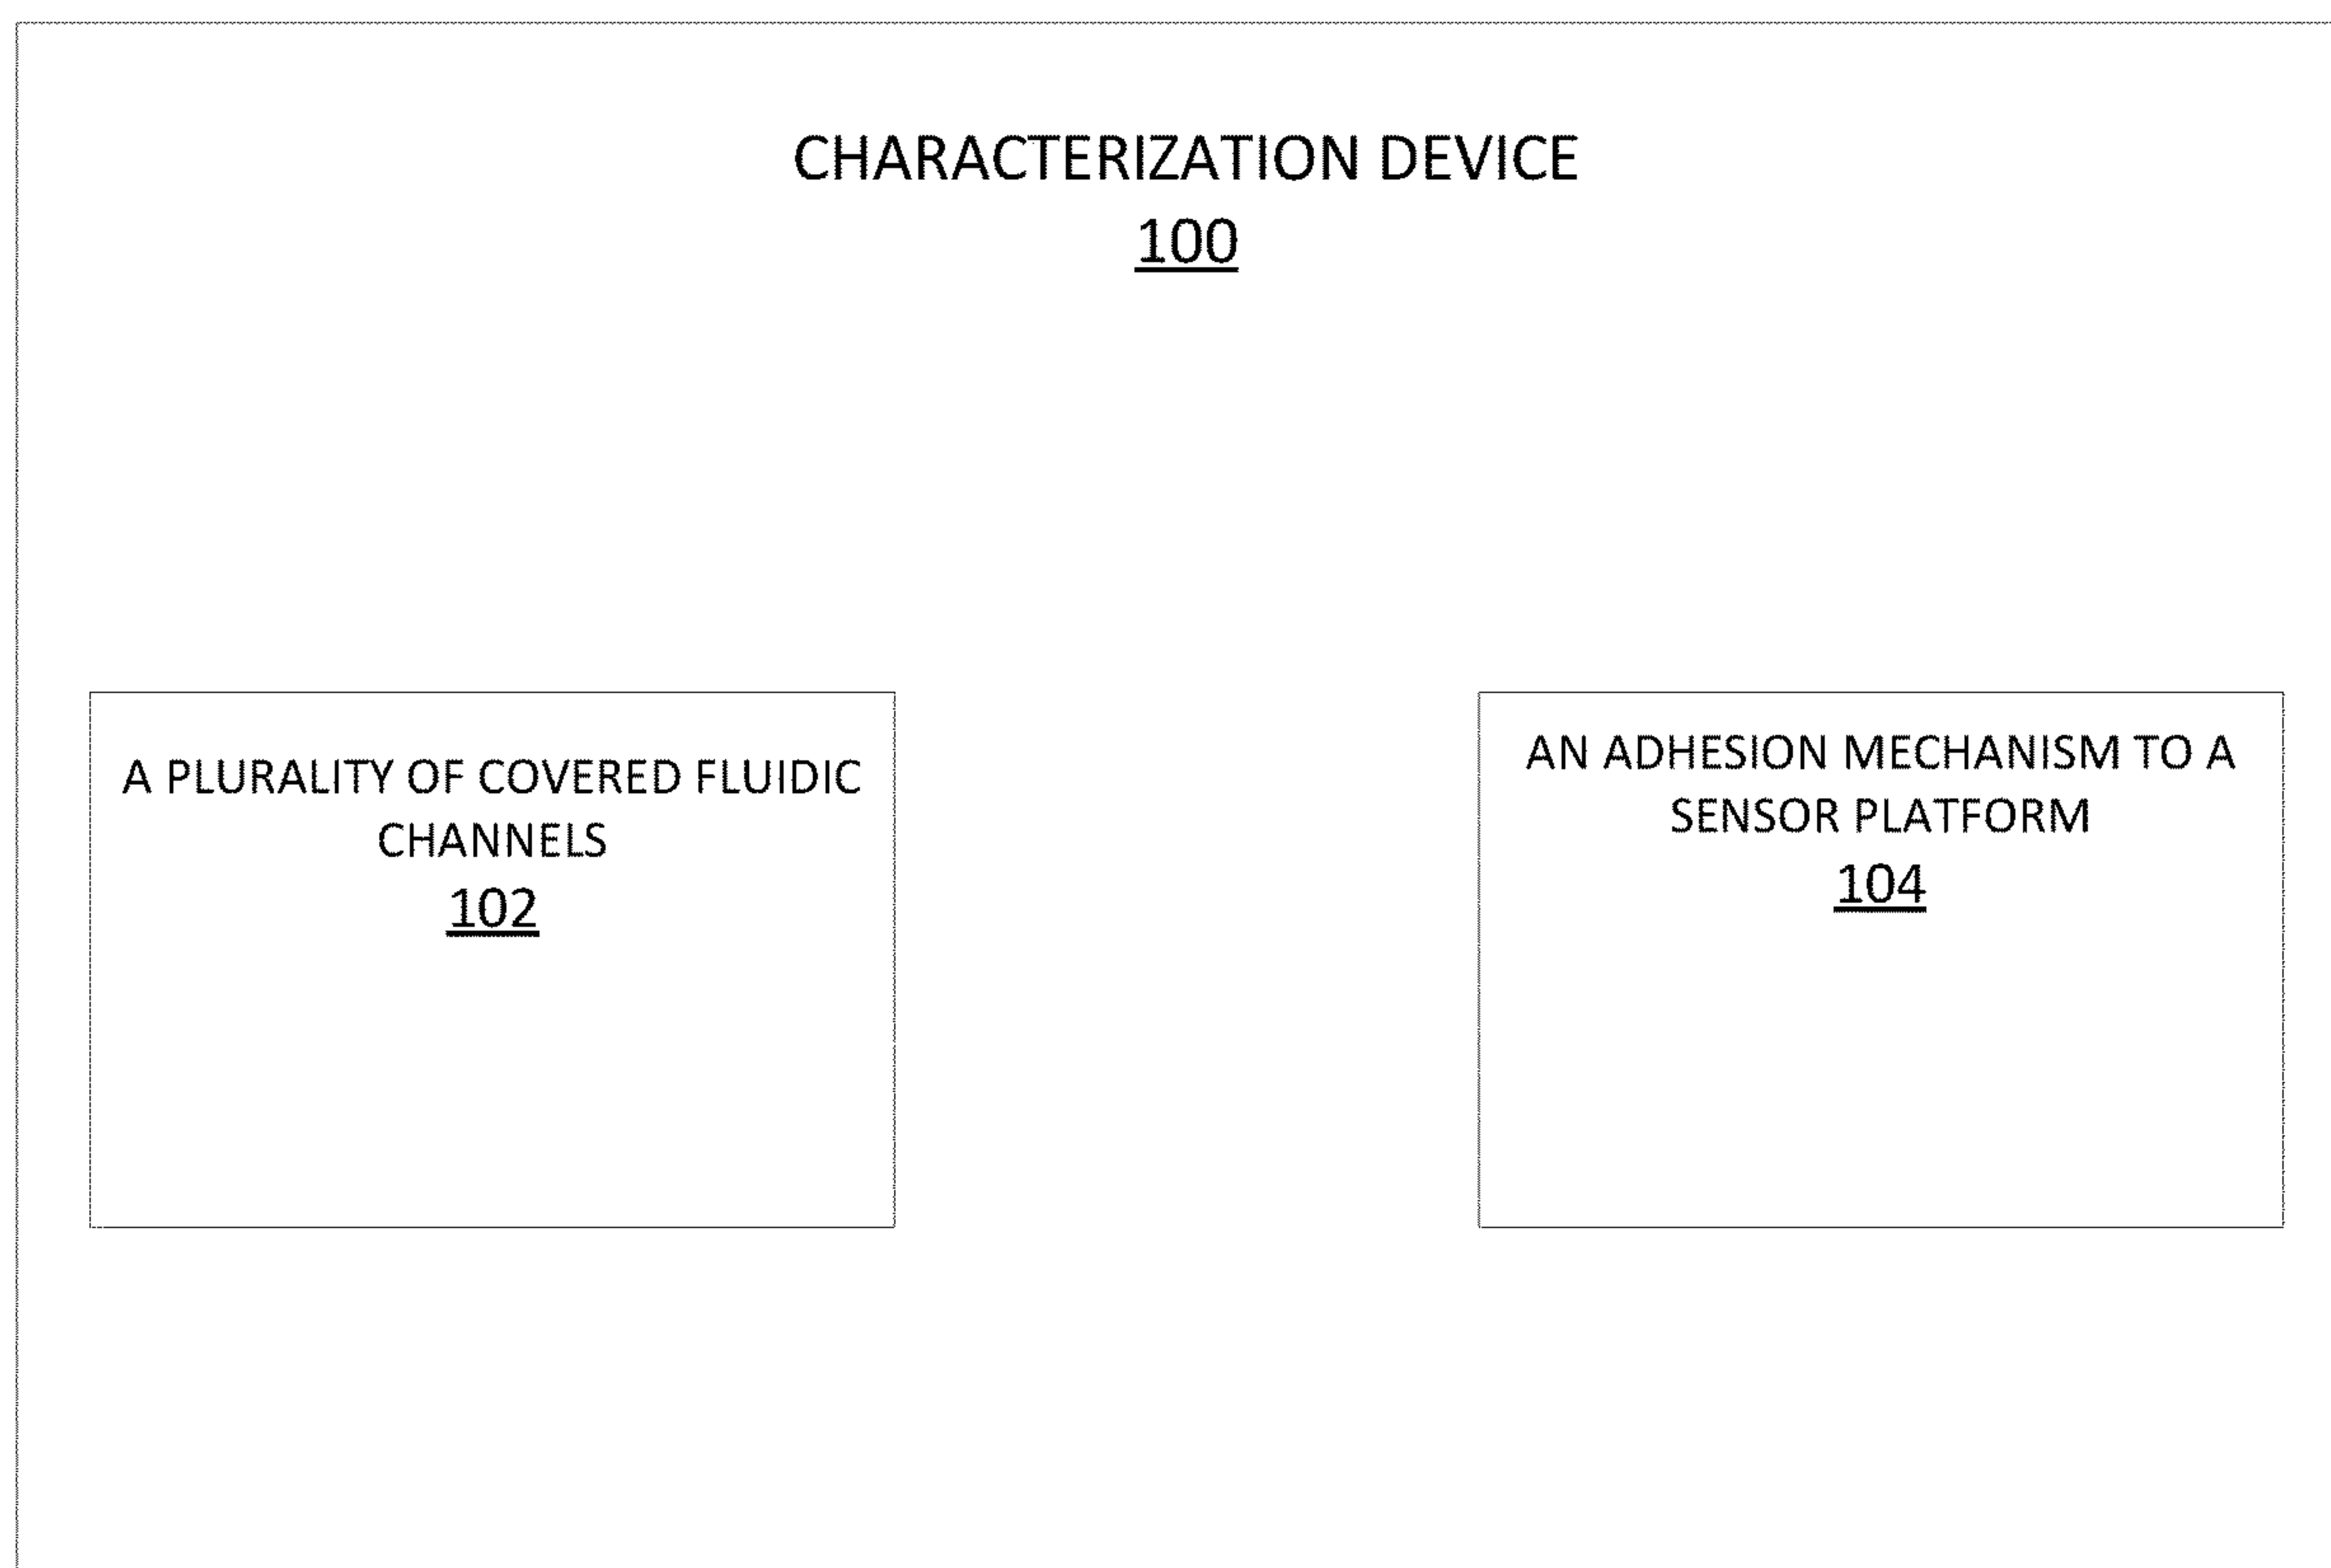 CHARACTERIZATION DEVICE
100
A PLURALITY OF COVERED FLUIDIC
CHANNELS
102
AN ADHESION MECHANISM TO A
SENSOR PLATFORM
104